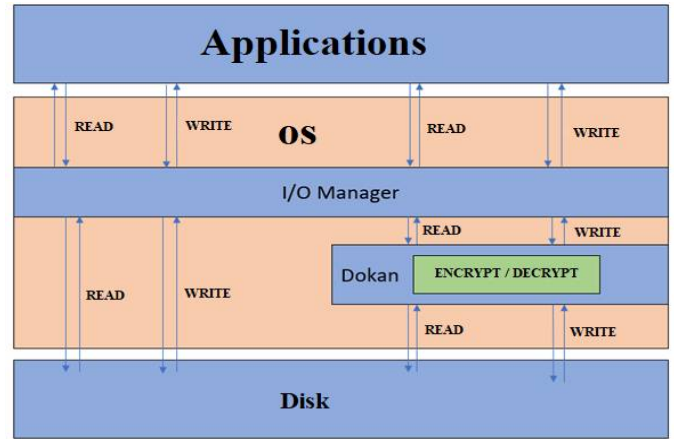 Applications
READ
WRITE
OS
READ
WRITE
I/O Manager
READ
WRITE
Dokan
ENCRYPT / DECRYPT
READ
WRITE
READ
WRITE
Disk